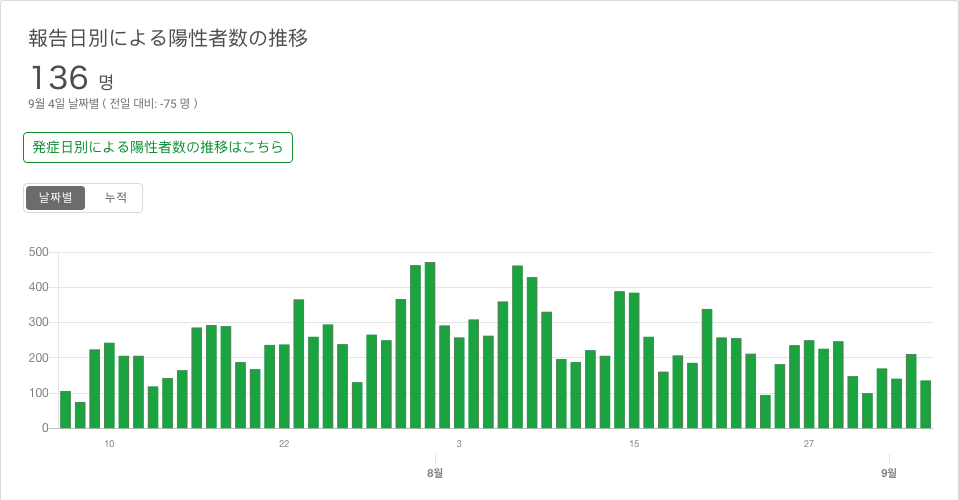 報告日別による陽性者数の推移
136 명
9월 4일 날짜별 ( 전일 대비: -75 명 )
発症日別による陽性者数の推移はこちら
날짜별 누적
500
400
300
200
100
0
10 22 3 15 27
8월 9월